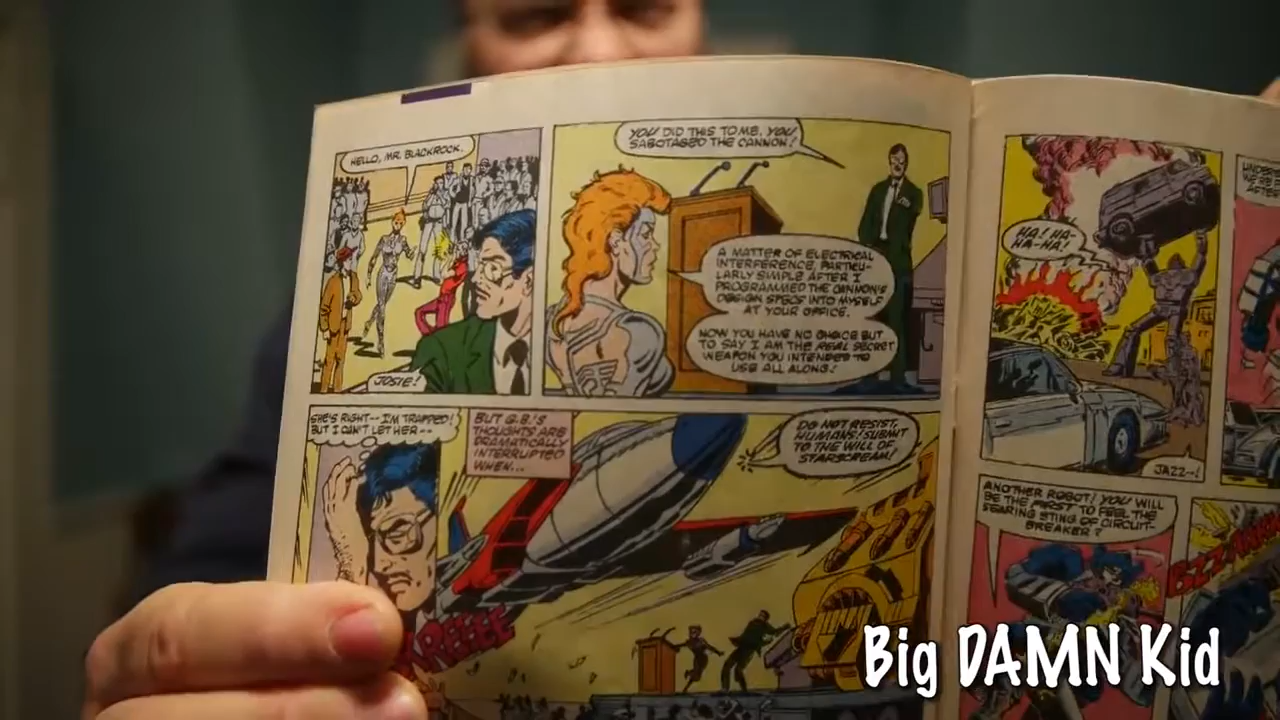 HELLO, MR. BLACKROCK.
JOSIE!
YOU DID THIS TO ME. YOU
SABOTAGED THE CANNON!
A MATTER OF ELECTRICAL
INTERFERENCE, PARTICU-
LARLY SIMPLE AFTER I
PROGRAMMED THE CANNON'S
DESIGN SPECS INTO MYSELF
AT YOUR OFFICE.
NOW YOU HAVE NO CHOICE BUT
TO SAY I AM THE REAL SECRET
WEAPON YOU INTENDED TO
USE ALL ALONG!
SHE'S RIGHT-- I'M TRAPPED!
BUT I CAN'T LET HER--
BUT G.B.'S
THOUGHTS ARE
DRAMATICALLY
INTERRUPTED
WHEN...
DO NOT RESIST,
HUMANS! SUBMIT
TO THE WILL OF
STARSCREAM!
HA! HA-
HA-HA!
JAZZ--!
ANOTHER ROBOT! YOU WILL
BE THE FIRST TO FEEL THE
SEARING STING OF CIRCUIT-
BREAKER?
Big DAMN Kid